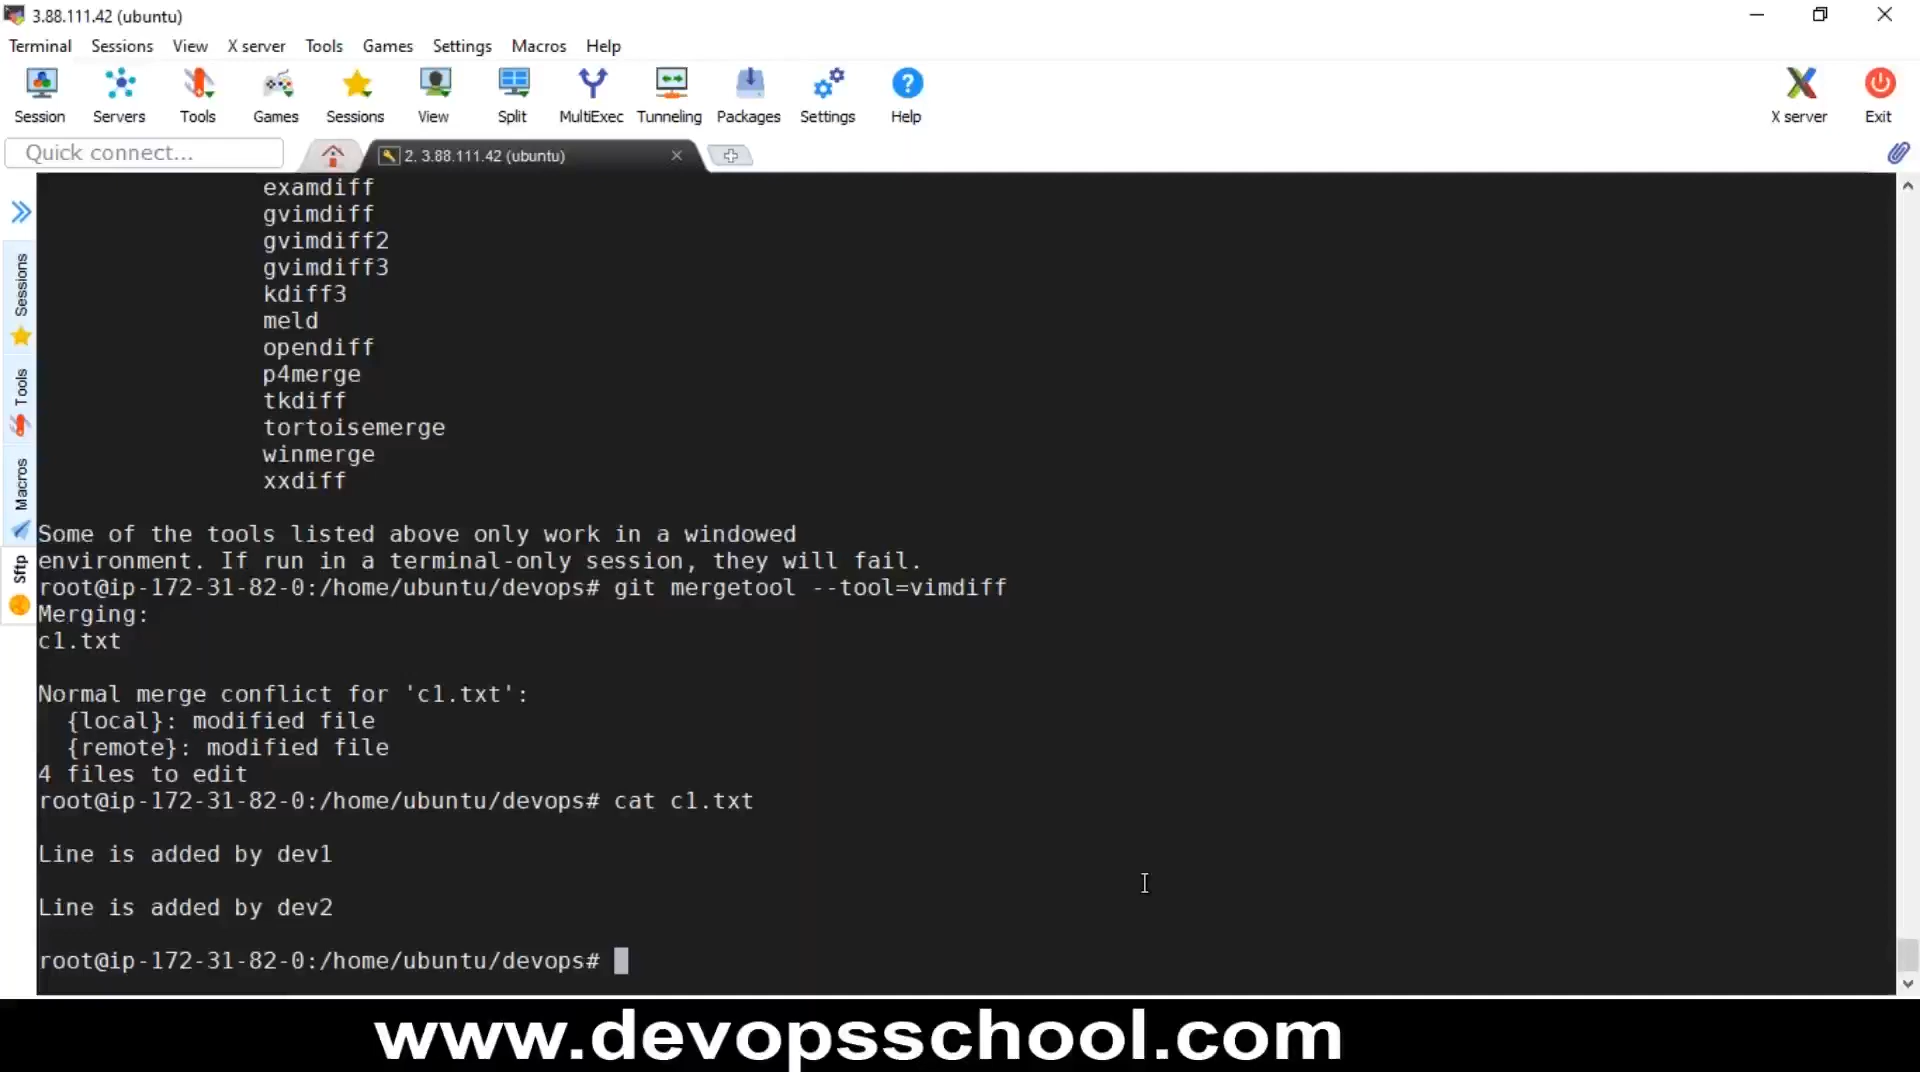 3.88.111.42 (ubuntu)
Terminal Sessions View X server Tools Games Settings Macros Help
Session Servers Tools Games Sessions View Split MultiExec Tunneling Packages Settings Help X server Exit
Quick connect...
2. 3.88.111.42 (ubuntu)
Sessions
Tools
Macros
Sftp
examdiff
gvimdiff
gvimdiff2
gvimdiff3
kdiff3
meld
opendiff
p4merge
tkdiff
tortoisemerge
winmerge
xxdiff
Some of the tools listed above only work in a windowed
environment. If run in a terminal-only session, they will fail.
root@ip-172-31-82-0:/home/ubuntu/devops# git mergetool --tool=vimdiff
Merging:
c1.txt
Normal merge conflict for 'c1.txt':
{local}: modified file
{remote}: modified file
4 files to edit
root@ip-172-31-82-0:/home/ubuntu/devops# cat c1.txt
Line is added by dev1
Line is added by dev2
root@ip-172-31-82-0:/home/ubuntu/devops#
www.devopsschool.com